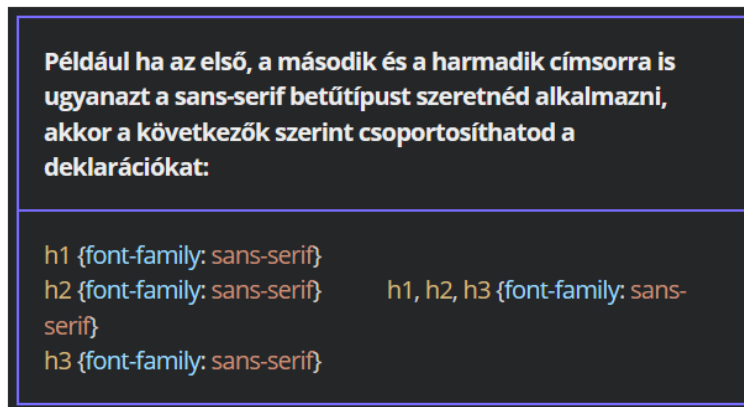 Például ha az első, a második és a harmadik címsorra is
ugyanazt a sans-serif betűtípust szeretnéd alkalmazni,
akkor a következők szerint csoportosíthatod a
deklarációkat:
h1 {font-family: sans-serif}
h2 {font-family: sans-serif} h1, h2, h3 {font-family: sans-
serif}
h3 {font-family: sans-serif}